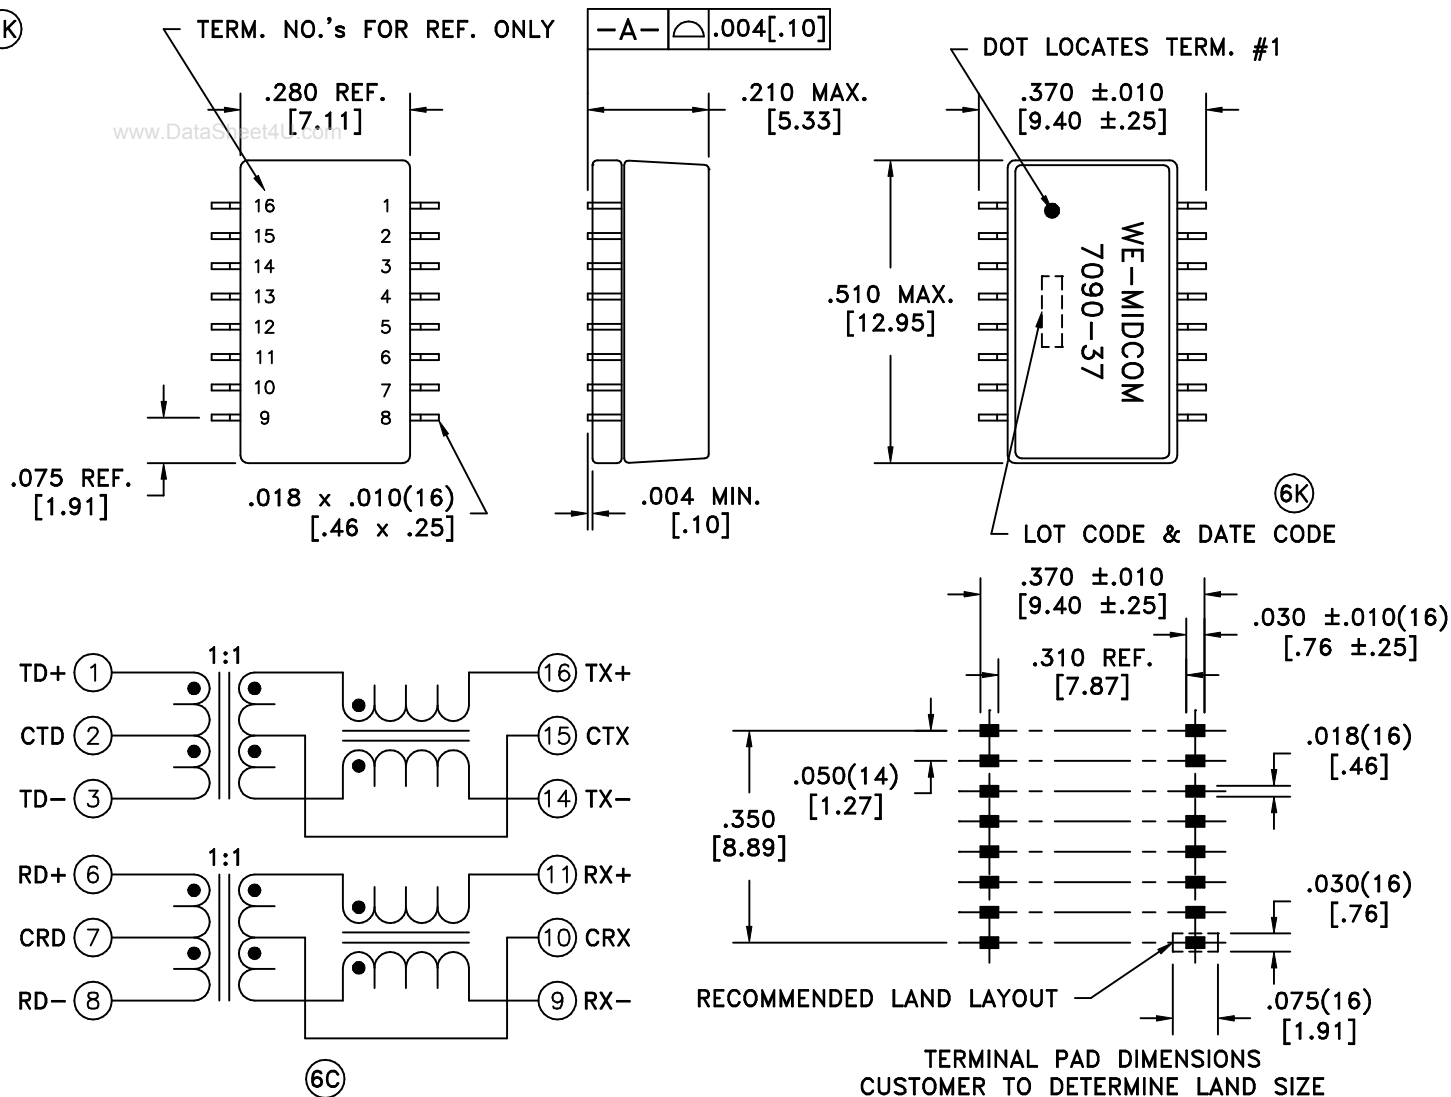 K
TERM. NO.'s FOR REF. ONLY
-A- .004[.10]
DOT LOCATES TERM. #1
.280 REF.
[7.11]
www.DataSheet4U.com
.210 MAX.
[5.33]
.370 ±.010
[9.40 ±.25]
16 1
15 2
14 3
13 4
12 5
11 6
10 7
9 8
WE-MIDCOM
7090-37
.510 MAX.
[12.95]
.075 REF.
[1.91]
.018 x .010(16)
[.46 x .25]
.004 MIN.
[.10]
6K
LOT CODE & DATE CODE
.370 ±.010
[9.40 ±.25]
.030 ±.010(16)
[.76 ±.25]
.310 REF.
[7.87]
.018(16)
[.46]
.050(14)
[1.27]
.350
[8.89]
.030(16)
[.76]
RECOMMENDED LAND LAYOUT
.075(16)
[1.91]
TERMINAL PAD DIMENSIONS
CUSTOMER TO DETERMINE LAND SIZE
1:1
TD+ 1 16 TX+
CTD 2 15 CTX
TD- 3 14 TX-
1:1
RD+ 6 11 RX+
CRD 7 10 CRX
RD- 8 9 RX-
6C